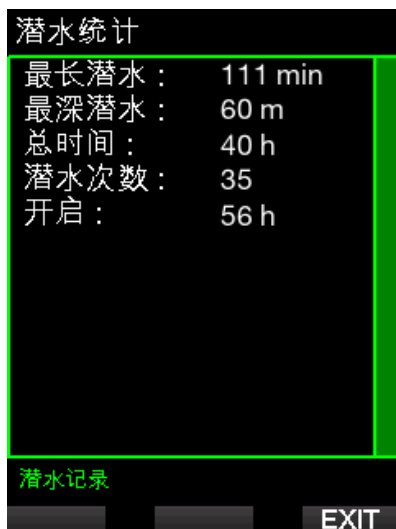 潜水统计
最长潜水： 111 min
最深潜水： 60 m
总时间： 40 h
潜水次数： 35
开启： 56 h
潜水记录
EXIT